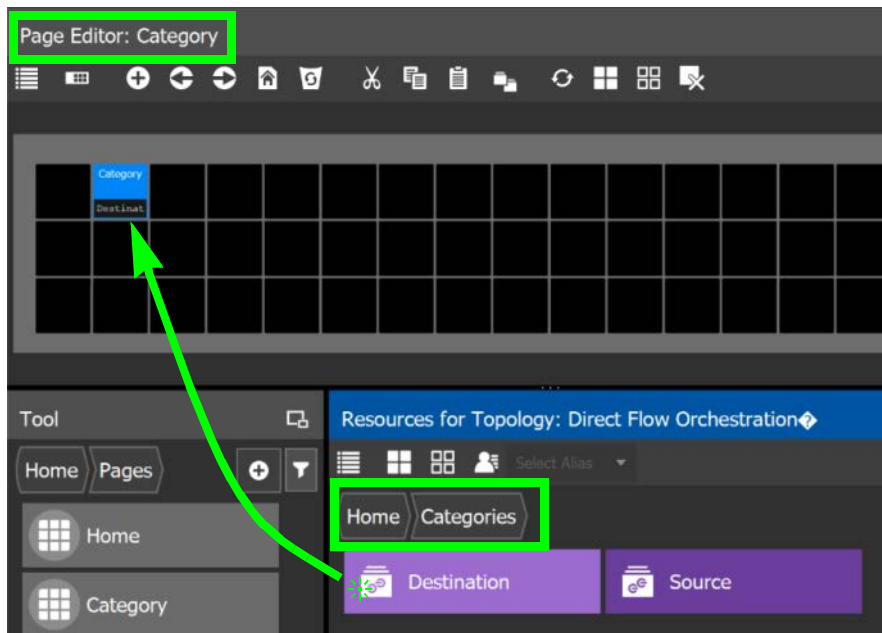 Page Editor: Category
Category
Destinat
Tool
Resources for Topology: Direct Flow Orchestration�
Select Alias
Home Pages
Home Categories
Home
Destination Source
Category